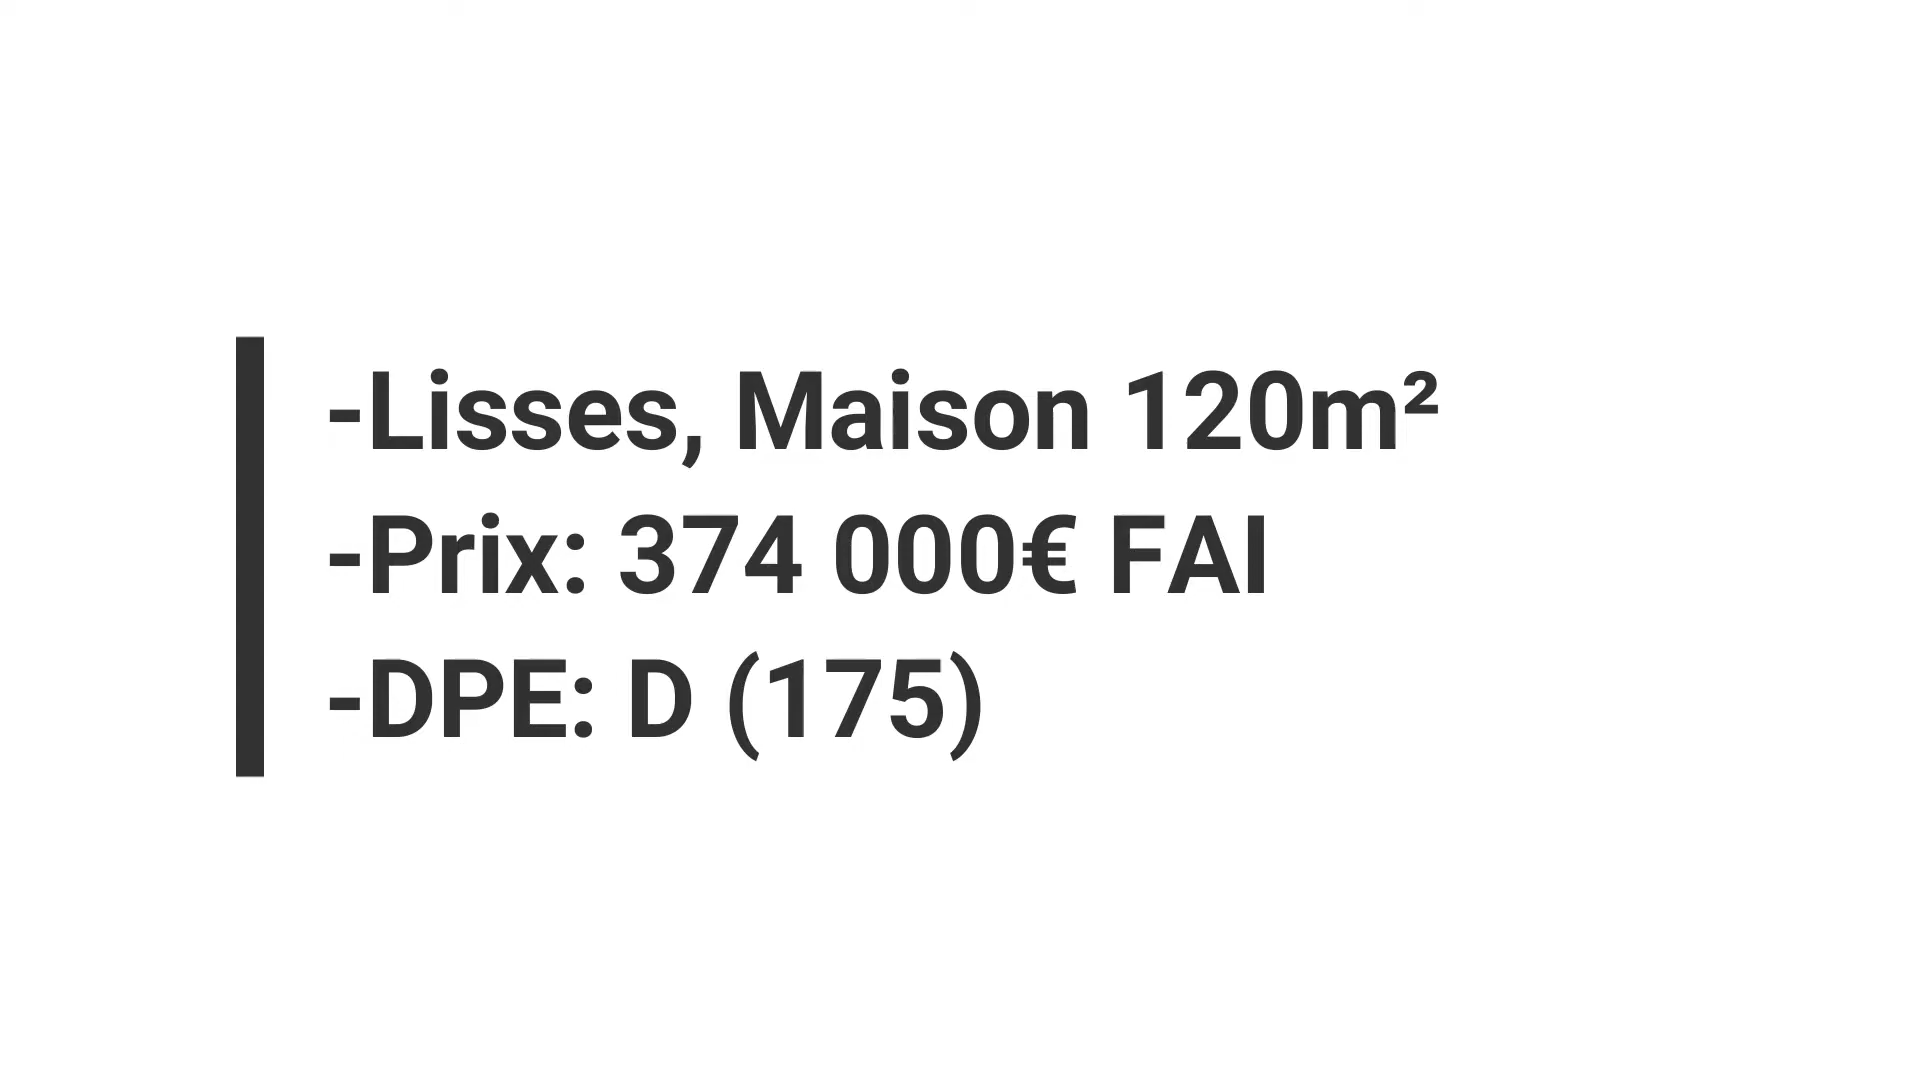 -Lisses, Maison 120m²
-Prix: 374 000€ FAI
-DPE: D (175)